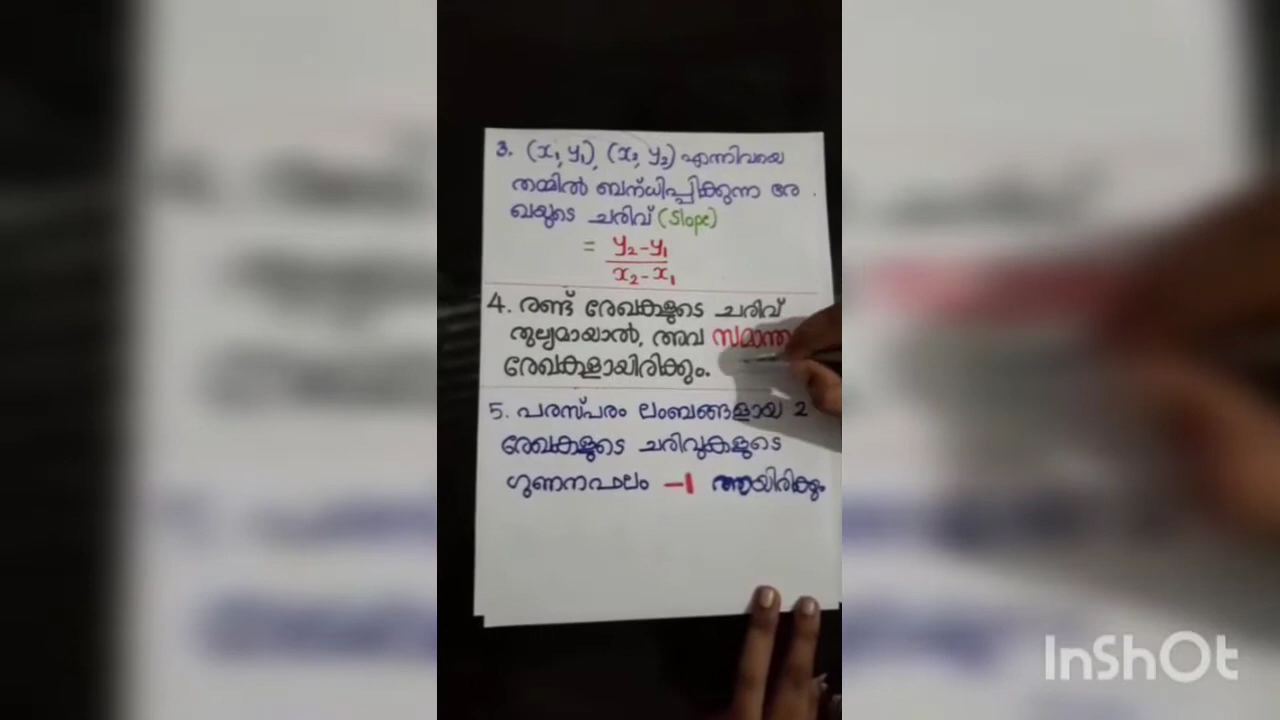 3. (x₁, y₁), (x₂, y₂) എന്നിവയെ
തമ്മിൽ ബന്ധിപ്പിക്കുന്ന രേ
ഖയുടെ ചരിവ് (Slope)
= y₂-y₁
x₂-x₁
4. രണ്ട് രേഖകളുടെ ചരിവ്
തുല്യമായാൽ, അവ
രേഖകളായിരിക്കും.
5. പരസ്പരം ലംബങ്ങളായ 2
രേഖകളുടെ ചരിവുകളുടെ
ഗുണനഫലം -1 ആയിരിക്കും
InShOt